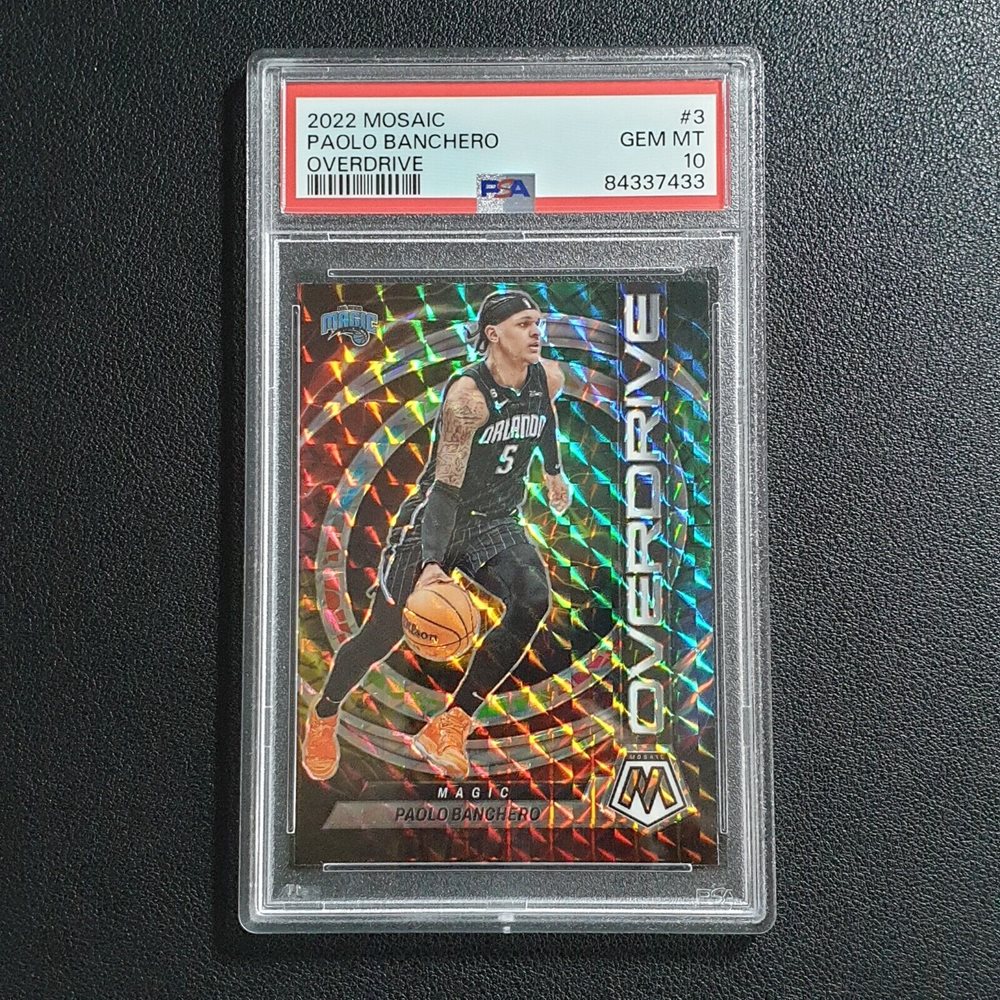 2022 MOSAIC
#3
PAOLO BANCHERO
GEM MT
OVERDRIVE
10
PSA
84337433
MAGIC
OVERDRIVE
ORLANDO
5
Wilson
MOSAIC
M
MAGIC
PAOLO BANCHERO
PSA